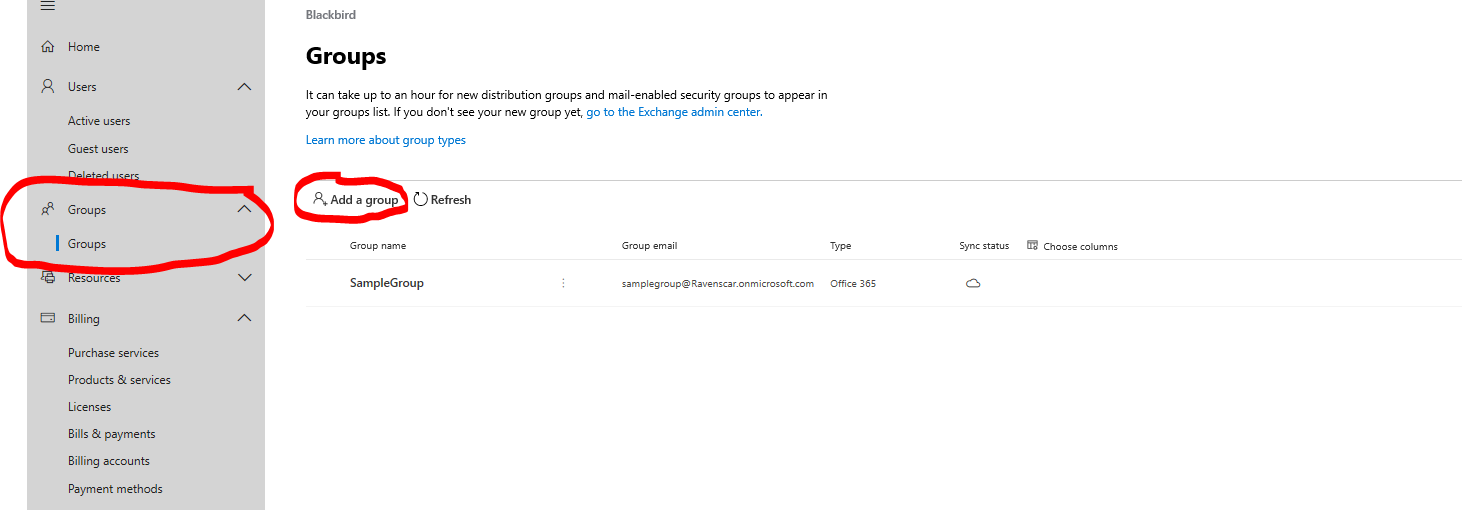 Blackbird
Home
Groups
Users
It can take up to an hour for new distribution groups and mail-enabled security groups to appear in
your groups list. If you don't see your new group yet, go to the Exchange admin center.
Active users
Learn more about group types
Guest users
Deleted users
Groups
Add a group Refresh
Groups
Group name Group email Type Sync status Choose columns
Resources
SampleGroup samplegroup@Ravenscar.onmicrosoft.com Office 365
Billing
Purchase services
Products & services
Licenses
Bills & payments
Billing accounts
Payment methods